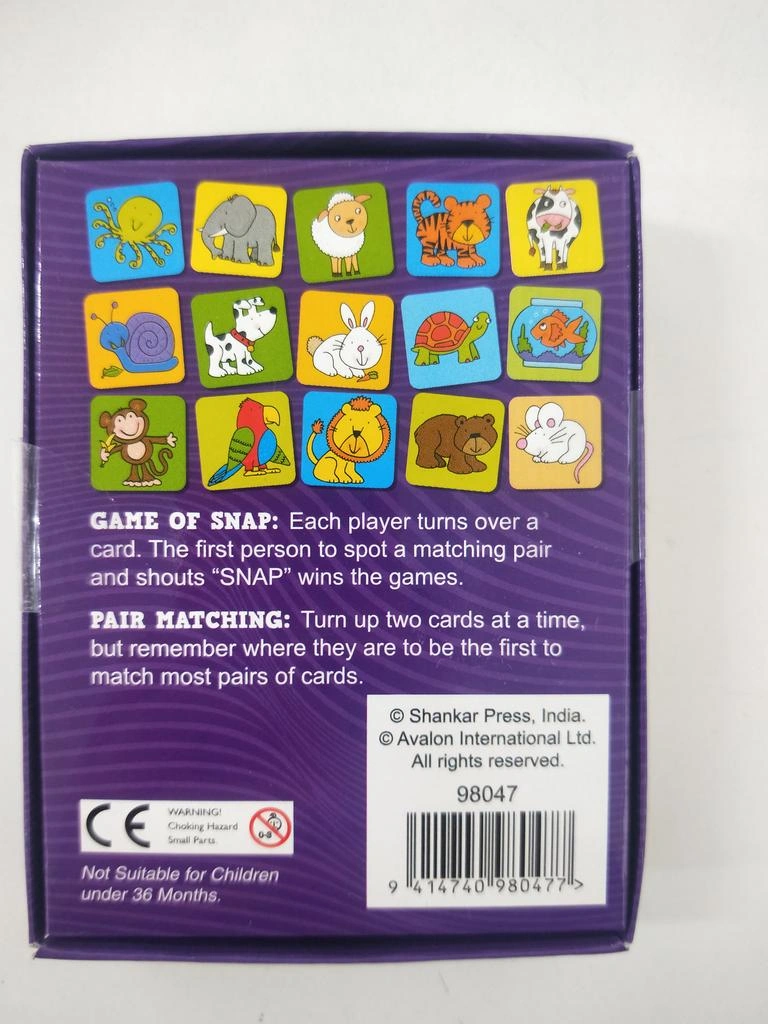 GAME OF SNAP: Each player turns over a
card. The first person to spot a matching pair
and shouts “SNAP” wins the games.
PAIR MATCHING: Turn up two cards at a time,
but remember where they are to be the first to
match most pairs of cards.
© Shankar Press, India.
© Avalon International Ltd.
All rights reserved.
98047
9 414740 980477 >
CE
WARNING!
Choking Hazard
Small Parts.
0-3
Not Suitable for Children
under 36 Months.